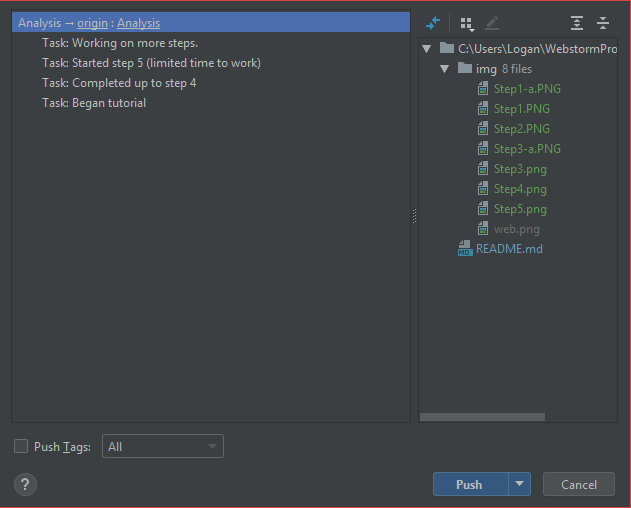 Analysis → origin : Analysis
Task: Working on more steps.
Task: Started step 5 (limited time to work)
Task: Completed up to step 4
Task: Began tutorial
C:\Users\Logan\WebstormPro
img 8 files
Step1-a.PNG
Step1.PNG
Step2.PNG
Step3-a.PNG
Step3.png
Step4.png
Step5.png
web.png
MD README.md
Push Tags: All
? Push Cancel